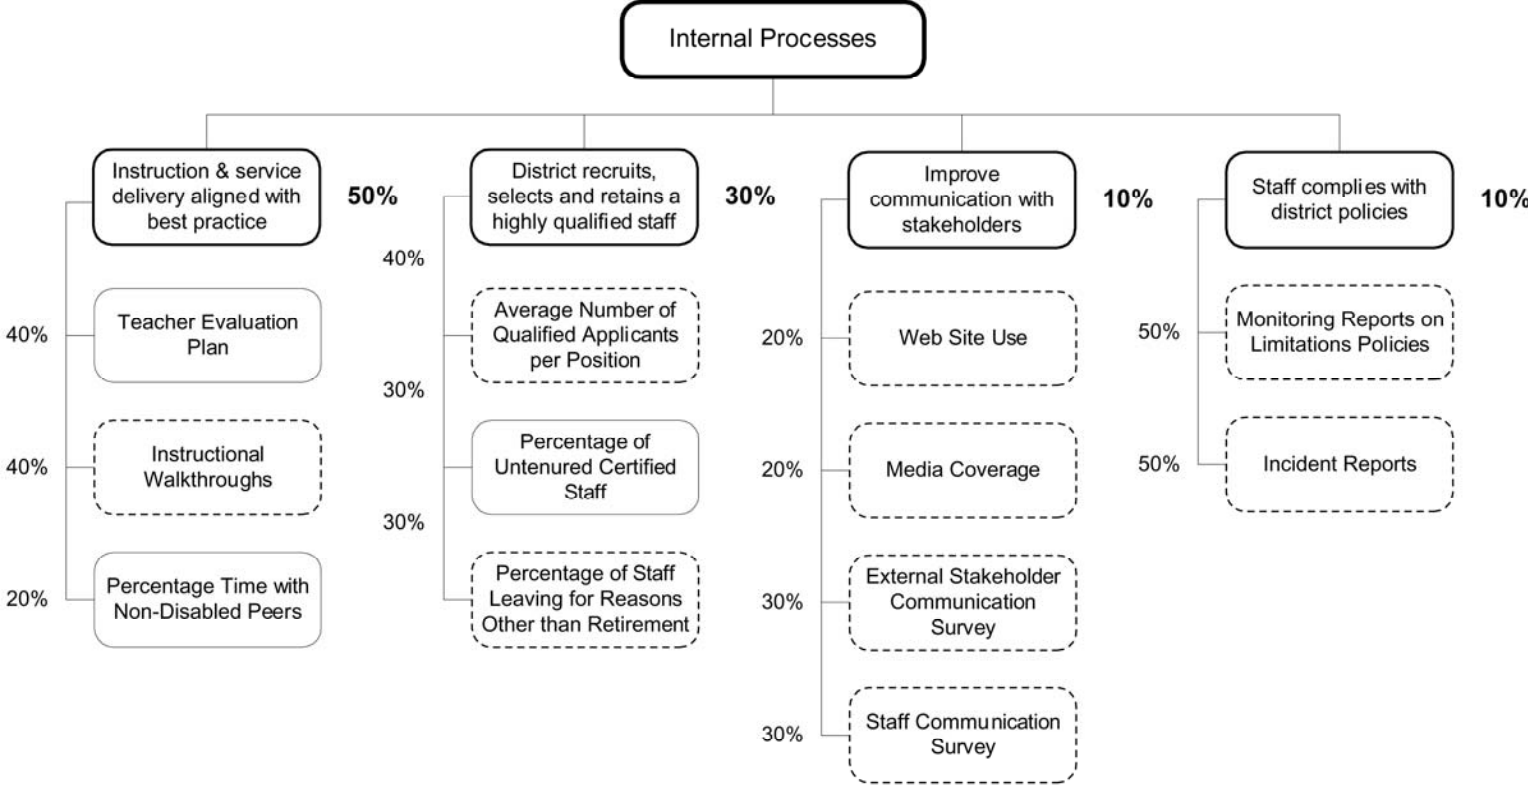 Internal Processes
Instruction & service
delivery aligned with
best practice
50%
40%
Teacher Evaluation
Plan
40%
Instructional
Walkthroughs
20%
Percentage Time with
Non-Disabled Peers
District recruits,
selects and retains a
highly qualified staff
30%
40%
Average Number of
Qualified Applicants
per Position
30%
Percentage of
Untenured Certified
Staff
30%
Percentage of Staff
Leaving for Reasons
Other than Retirement
Improve
communication with
stakeholders
10%
20%
Web Site Use
20%
Media Coverage
30%
External Stakeholder
Communication
Survey
30%
Staff Communication
Survey
Staff complies with
district policies
10%
50%
Monitoring Reports on
Limitations Policies
50%
Incident Reports